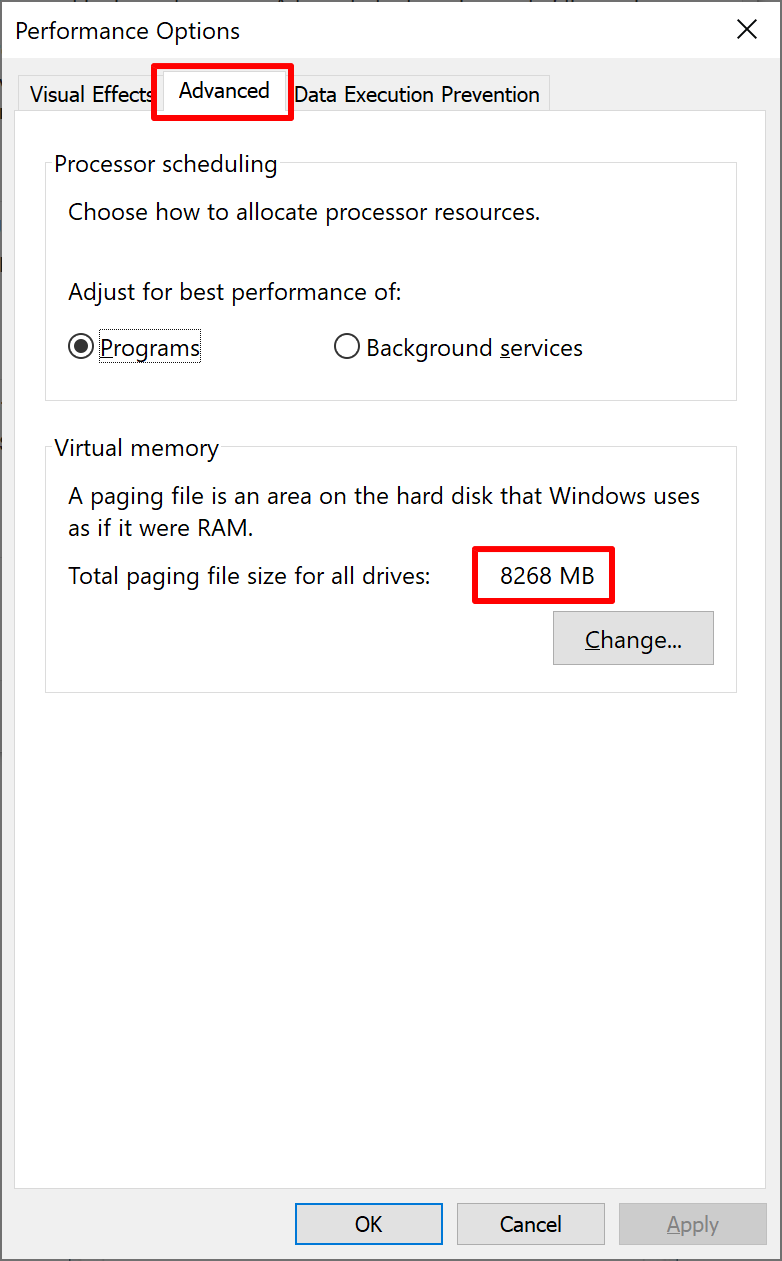 Performance Options
Visual Effects Advanced Data Execution Prevention
Processor scheduling
Choose how to allocate processor resources.
Adjust for best performance of:
Programs Background services
Virtual memory
A paging file is an area on the hard disk that Windows uses
as if it were RAM.
Total paging file size for all drives: 8268 MB
Change...
OK Cancel Apply